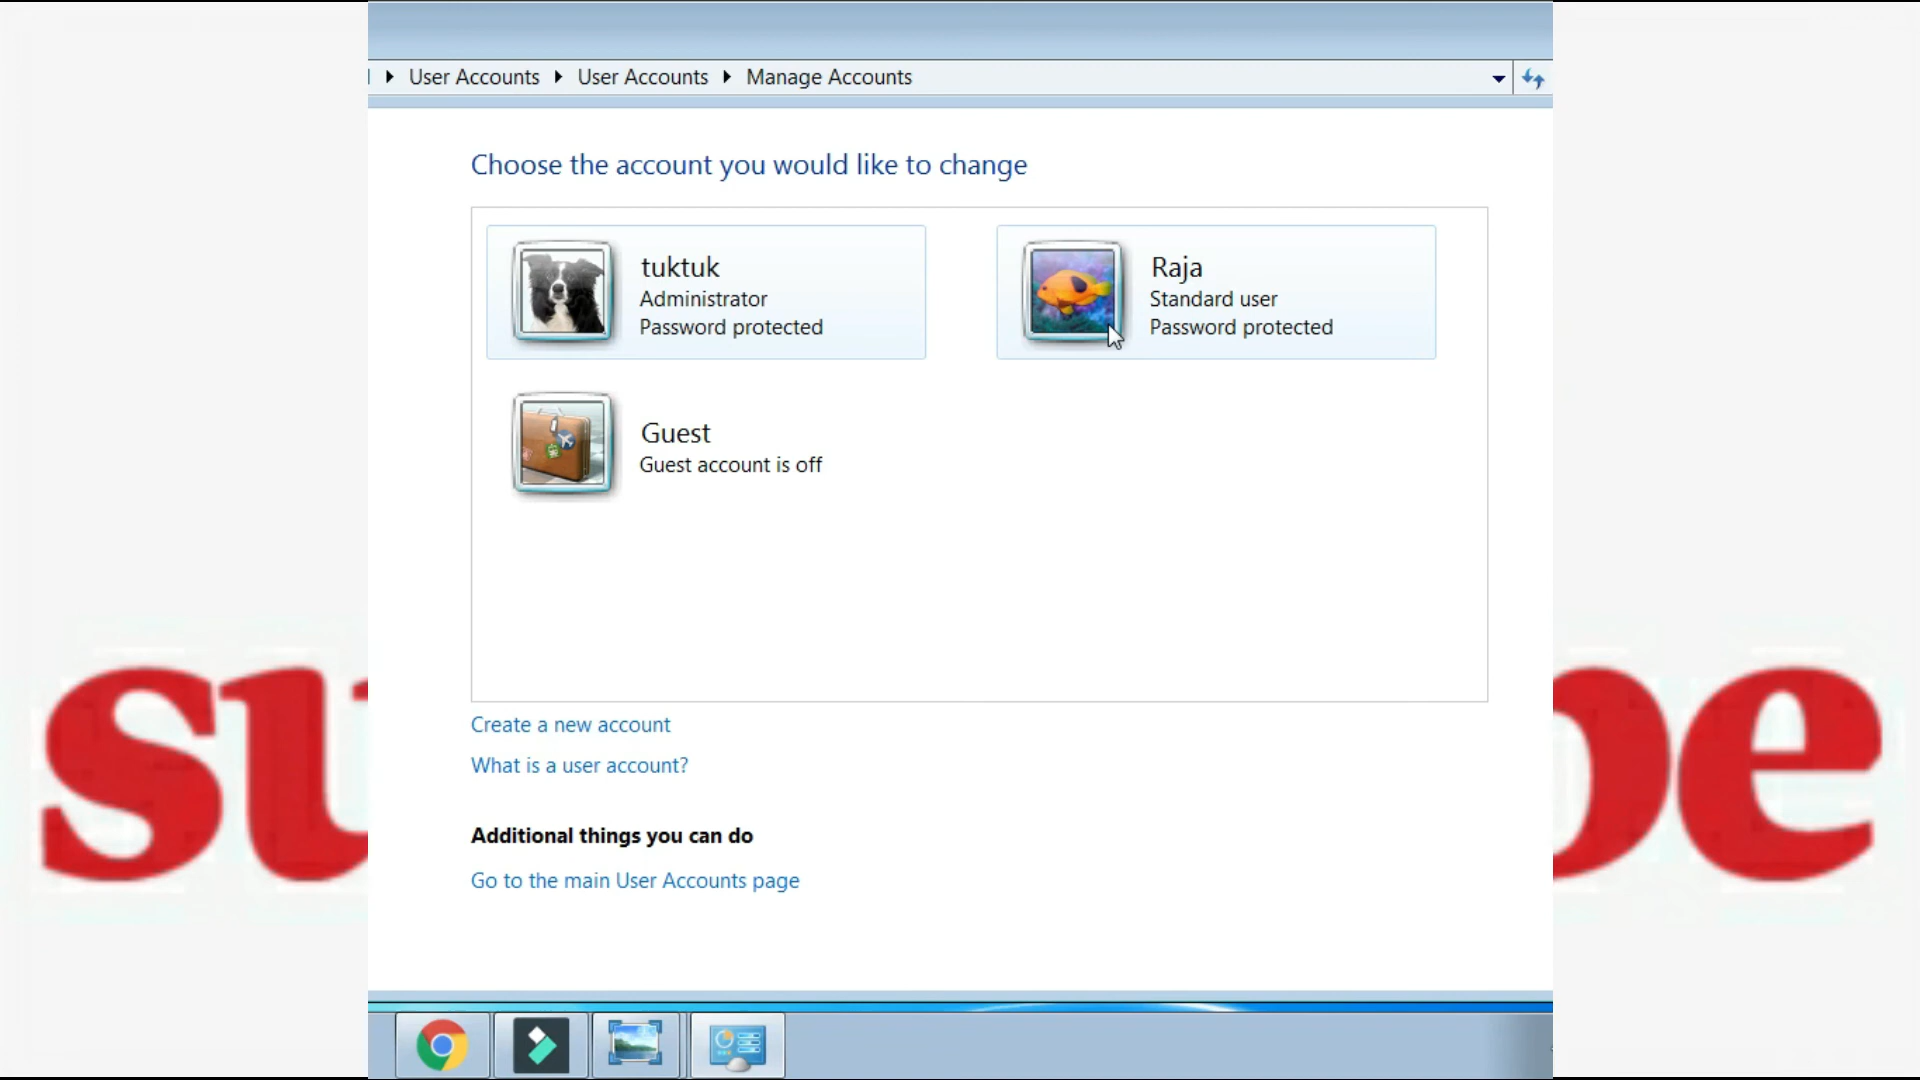 User Accounts User Accounts Manage Accounts
Choose the account you would like to change
tuktuk
Administrator
Password protected
Raja
Standard user
Password protected
Guest
Guest account is off
Create a new account
What is a user account?
Additional things you can do
Go to the main User Accounts page
su
be